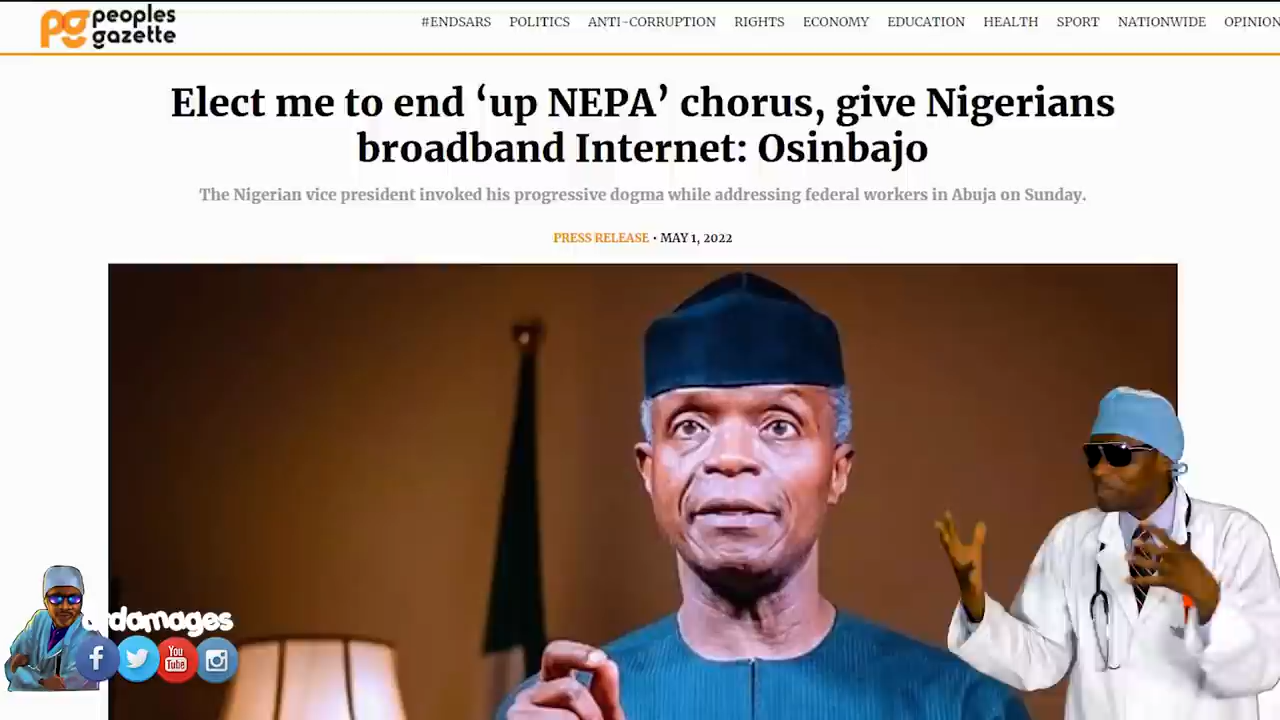 peoples
gazette
#ENDSARS POLITICS ANTI-CORRUPTION RIGHTS ECONOMY EDUCATION HEALTH SPORT NATIONWIDE OPINION
Elect me to end ‘up NEPA’ chorus, give Nigerians
broadband Internet: Osinbajo
The Nigerian vice president invoked his progressive dogma while addressing federal workers in Abuja on Sunday.
PRESS RELEASE • MAY 1, 2022
You
Tube